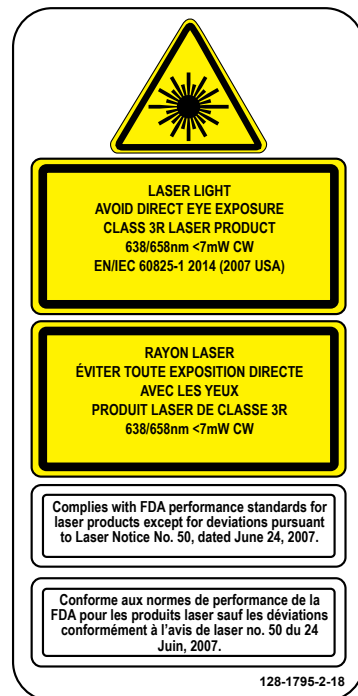 LASER LIGHT
AVOID DIRECT EYE EXPOSURE
CLASS 3R LASER PRODUCT
638/658nm <7mW CW
EN/IEC 60825-1 2014 (2007 USA)
RAYON LASER
ÉVITER TOUTE EXPOSITION DIRECTE
AVEC LES YEUX
PRODUIT LASER DE CLASSE 3R
638/658nm <7mW CW
Complies with FDA performance standards for
laser products except for deviations pursuant
to Laser Notice No. 50, dated June 24, 2007.
Conforme aux normes de performance de la
FDA pour les produits laser sauf les déviations
conformément à l'avis de laser no. 50 du 24
Juin, 2007.
128-1795-2-18